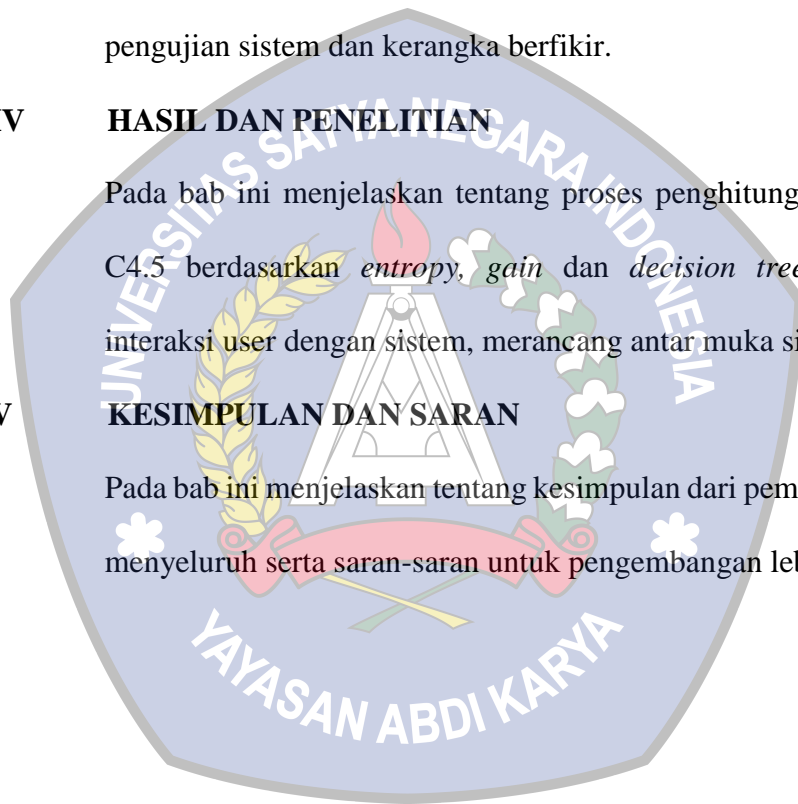 pengujian sistem dan kerangka berfikir.
IV HASIL DAN PENELITIAN
Pada bab ini menjelaskan tentang proses penghitung
C4.5 berdasarkan entropy, gain dan decision tree
interaksi user dengan sistem, merancang antar muka si
V KESIMPULAN DAN SARAN
Pada bab ini menjelaskan tentang kesimpulan dari pem
menyeluruh serta saran-saran untuk pengembangan leb
UNIVERSITAS SATYA NEGARA INDONESIA
YAYASAN ABDI KARYA